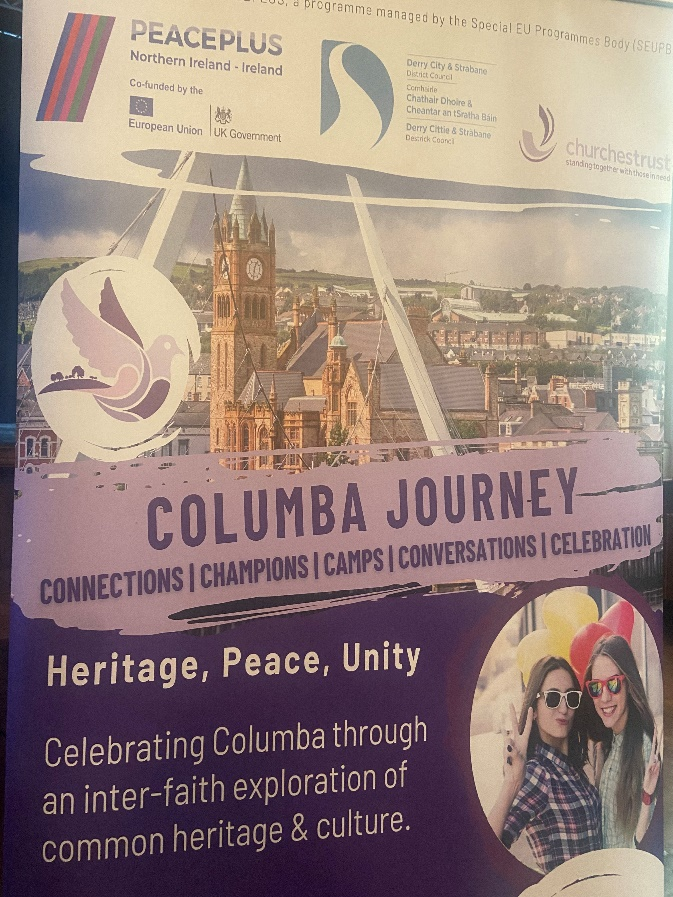 a programme managed by the Special EU Programmes Body (SEUPB
PEACEPLUS
Northern Ireland - Ireland
Co-funded by the
European Union
UK Government
Derry City & Strabane
District Council
Comhairle
Chathair Dhoire &
Cheantar an tSratha Báin
Derry Cittie & Strabane
Destrick Cooncil
churchestrust
standing together with those in need
COLUMBA JOURNEY
CONNECTIONS | CHAMPIONS | CAMPS | CONVERSATIONS | CELEBRATION
Heritage, Peace, Unity
Celebrating Columba through
an inter-faith exploration of
common heritage & culture.